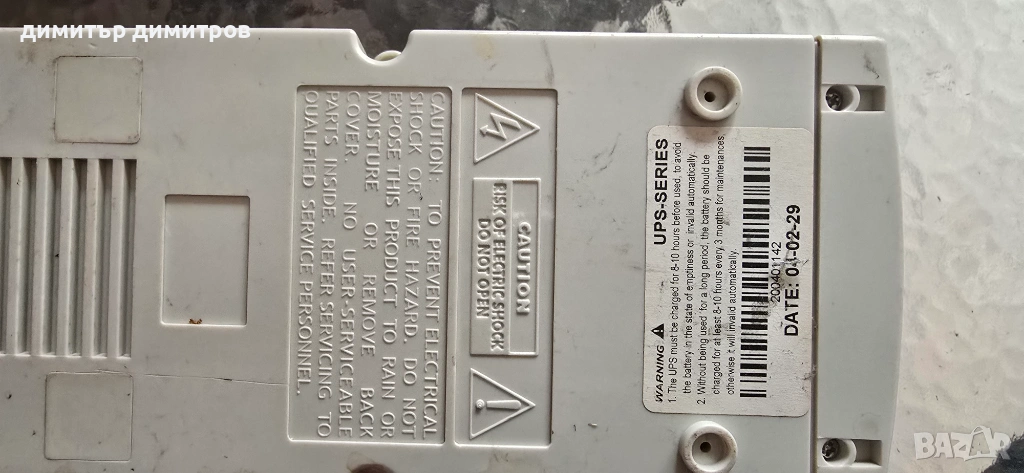 димитър димитров
CAUTION: TO PREVENT ELECTRICAL
SHOCK OR FIRE HAZARD, DO NOT
EXPOSE THIS PRODUCT TO RAIN OR
MOISTURE OR REMOVE BACK
COVER. NO USER-SERVICEABLE
PARTS INSIDE. REFER SERVICING TO
QUALIFIED SERVICE PERSONNEL.
CAUTION
RISK OF ELECTRIC SHOCK
DO NOT OPEN
WARNING
UPS-SERIES
1. The UPS must be charged for 8-10 hours before used, to avoid
the battery in the state of emptiness or invalid automatically.
2. Without being used for a long period, the battery should be
charged for at least 8-10 hours every 3 months for maintenances,
otherwise it will invalid automatically.
200401142
DATE: 04-02-29
BAZAR